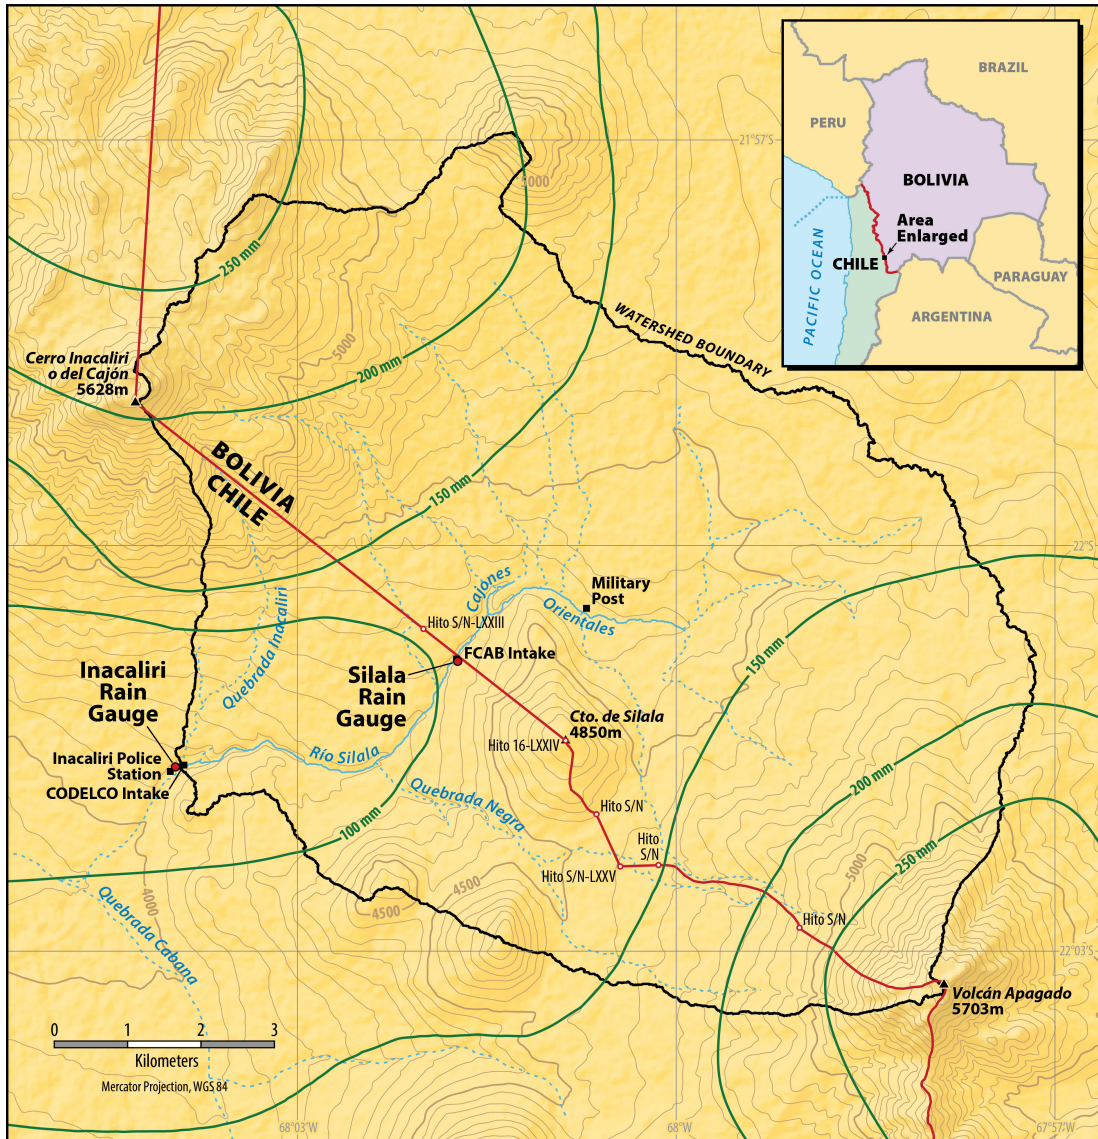 BRAZIL
PERU
BOLIVIA
Area
Enlarged
CHILE
PACIFIC OCEAN
PARAGUAY
ARGENTINA
21°57'S
5000
250 mm
5000
WATERSHED BOUNDARY
Cerro Inacaliri
o del Cajón
5628m
200 mm
BOLIVIA
CHILE
150 mm
22°S
Cajónes
Orientales
Military
Post
Quebrada Inacaliri
Hito S/N-LXXIII
FCAB Intake
150 mm
Inacaliri
Rain
Gauge
Silala
Rain
Gauge
Cto. de Silala
4850m
Hito 16-LXXIV
Río Silala
Inacaliri Police
Station
CODELCO Intake
Quebrada Negra
200 mm
Hito S/N
100 mm
Hito
S/N
Hito S/N-LXXV
250 mm
5000
4500
4500
4000
Hito S/N
Quebrada Cabana
22°03'S
Volcán Apagado
5703m
0 1 2 3
Kilometers
Mercator Projection, WGS 84
68°03'W
68°W
67°57'W